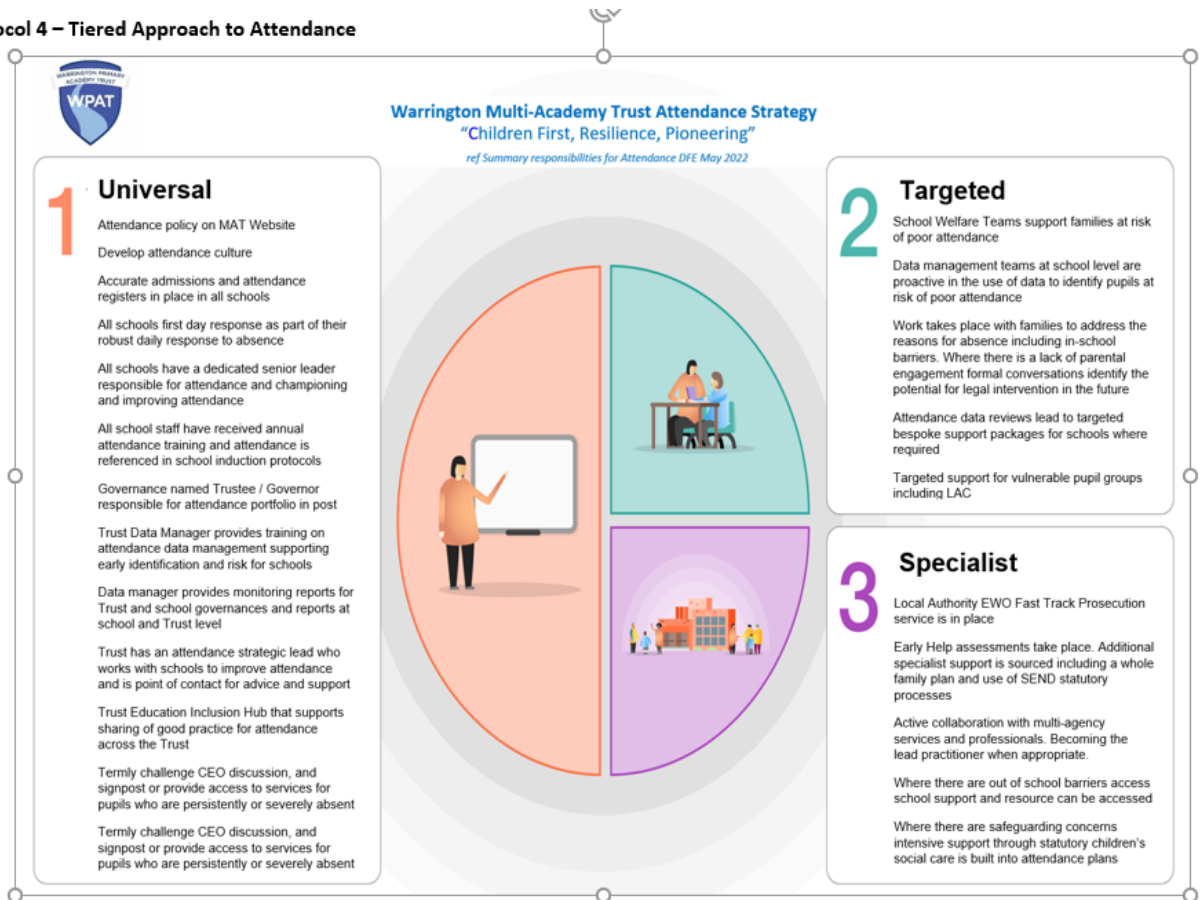 ocol 4 – Tiered Approach to Attendance
WARRINGTON PRIMARY
ACADEMY TRUST
WPAT
Warrington Multi-Academy Trust Attendance Strategy
“Children First, Resilience, Pioneering”
ref Summary responsibilities for Attendance DFE May 2022
1
Universal
Attendance policy on MAT Website
Develop attendance culture
Accurate admissions and attendance
registers in place in all schools
All schools first day response as part of their
robust daily response to absence
All schools have a dedicated senior leader
responsible for attendance and championing
and improving attendance
All school staff have received annual
attendance training and attendance is
referenced in school induction protocols
Governance named Trustee / Governor
responsible for attendance portfolio in post
Trust Data Manager provides training on
attendance data management supporting
early identification and risk for schools
Data manager provides monitoring reports for
Trust and school governances and reports at
school and Trust level
Trust has an attendance strategic lead who
works with schools to improve attendance
and is point of contact for advice and support
Trust Education Inclusion Hub that supports
sharing of good practice for attendance
across the Trust
Termly challenge CEO discussion, and
signpost or provide access to services for
pupils who are persistently or severely absent
Termly challenge CEO discussion, and
signpost or provide access to services for
pupils who are persistently or severely absent
2
Targeted
School Welfare Teams support families at risk
of poor attendance
Data management teams at school level are
proactive in the use of data to identify pupils at
risk of poor attendance
Work takes place with families to address the
reasons for absence including in-school
barriers. Where there is a lack of parental
engagement formal conversations identify the
potential for legal intervention in the future
Attendance data reviews lead to targeted
bespoke support packages for schools where
required
Targeted support for vulnerable pupil groups
including LAC
3
Specialist
Local Authority EWO Fast Track Prosecution
service is in place
Early Help assessments take place. Additional
specialist support is sourced including a whole
family plan and use of SEND statutory
processes
Active collaboration with multi-agency
services and professionals. Becoming the
lead practitioner when appropriate.
Where there are out of school barriers access
school support and resource can be accessed
Where there are safeguarding concerns
intensive support through statutory children’s
social care is built into attendance plans